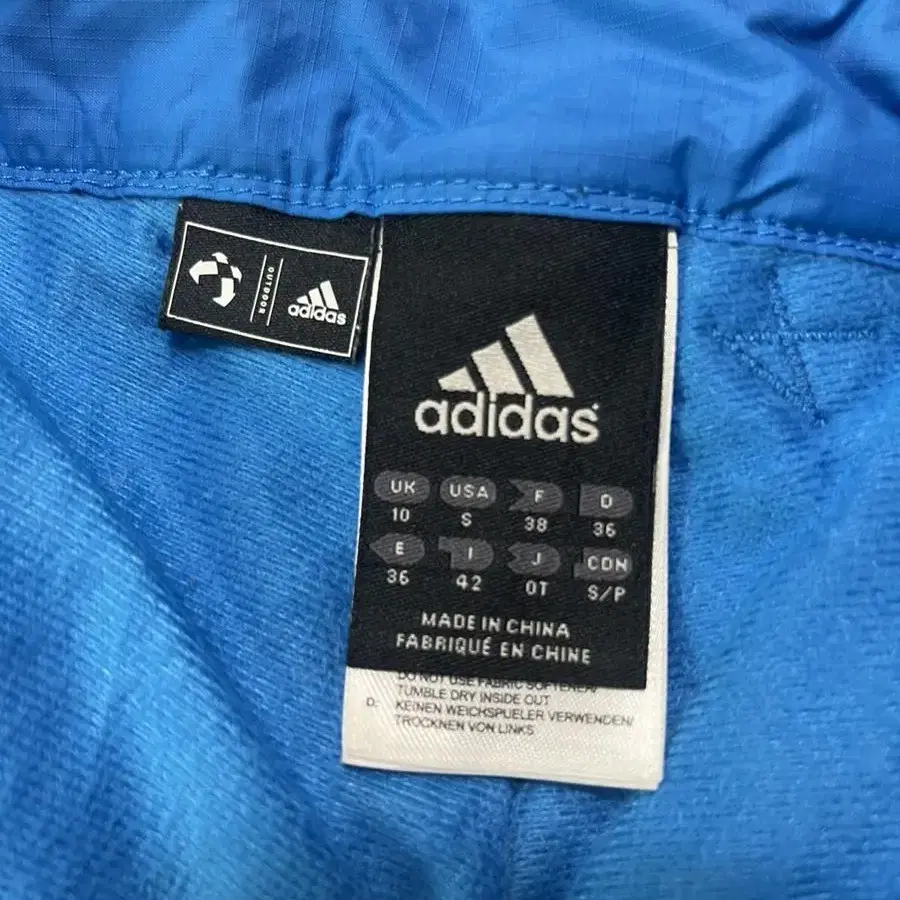 OUTDOOR
adidas
adidas
UK USA F D
10 S 38 36
E I J CDN
36 42 OT S/P
MADE IN CHINA
FABRIQUÉ EN CHINE
DO NOT USE FABRIC SOFTENER/
TUMBLE DRY INSIDE OUT
D. KEINEN WEICHSPUELER VERWENDEN/
TROCKNEN VON LINKS